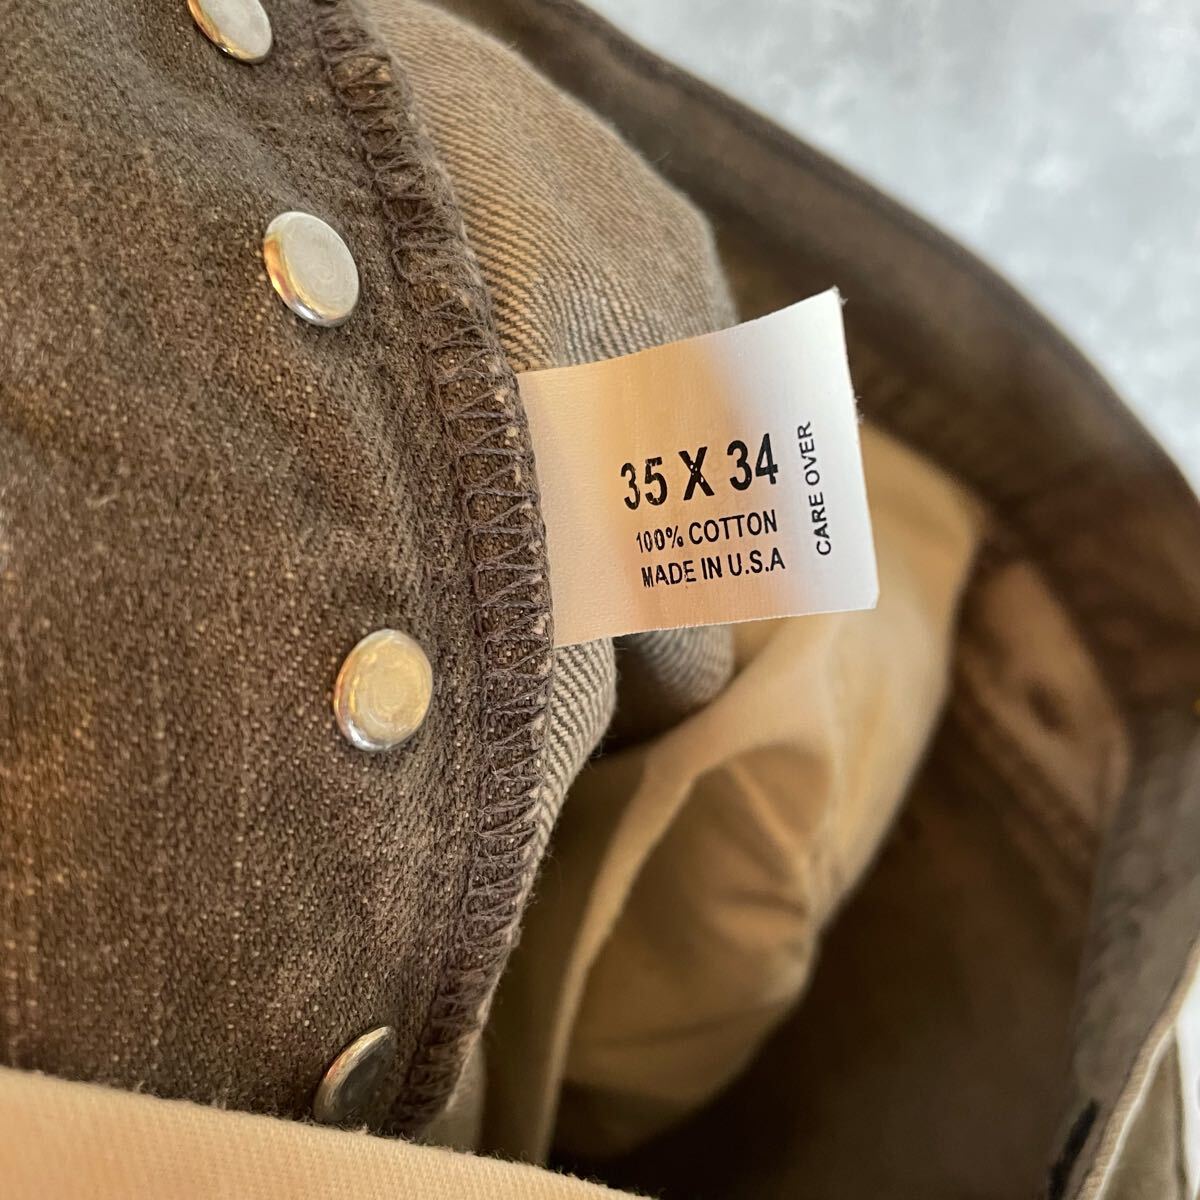 35 X 34
100% COTTON
MADE IN U.S.A
CARE OVER